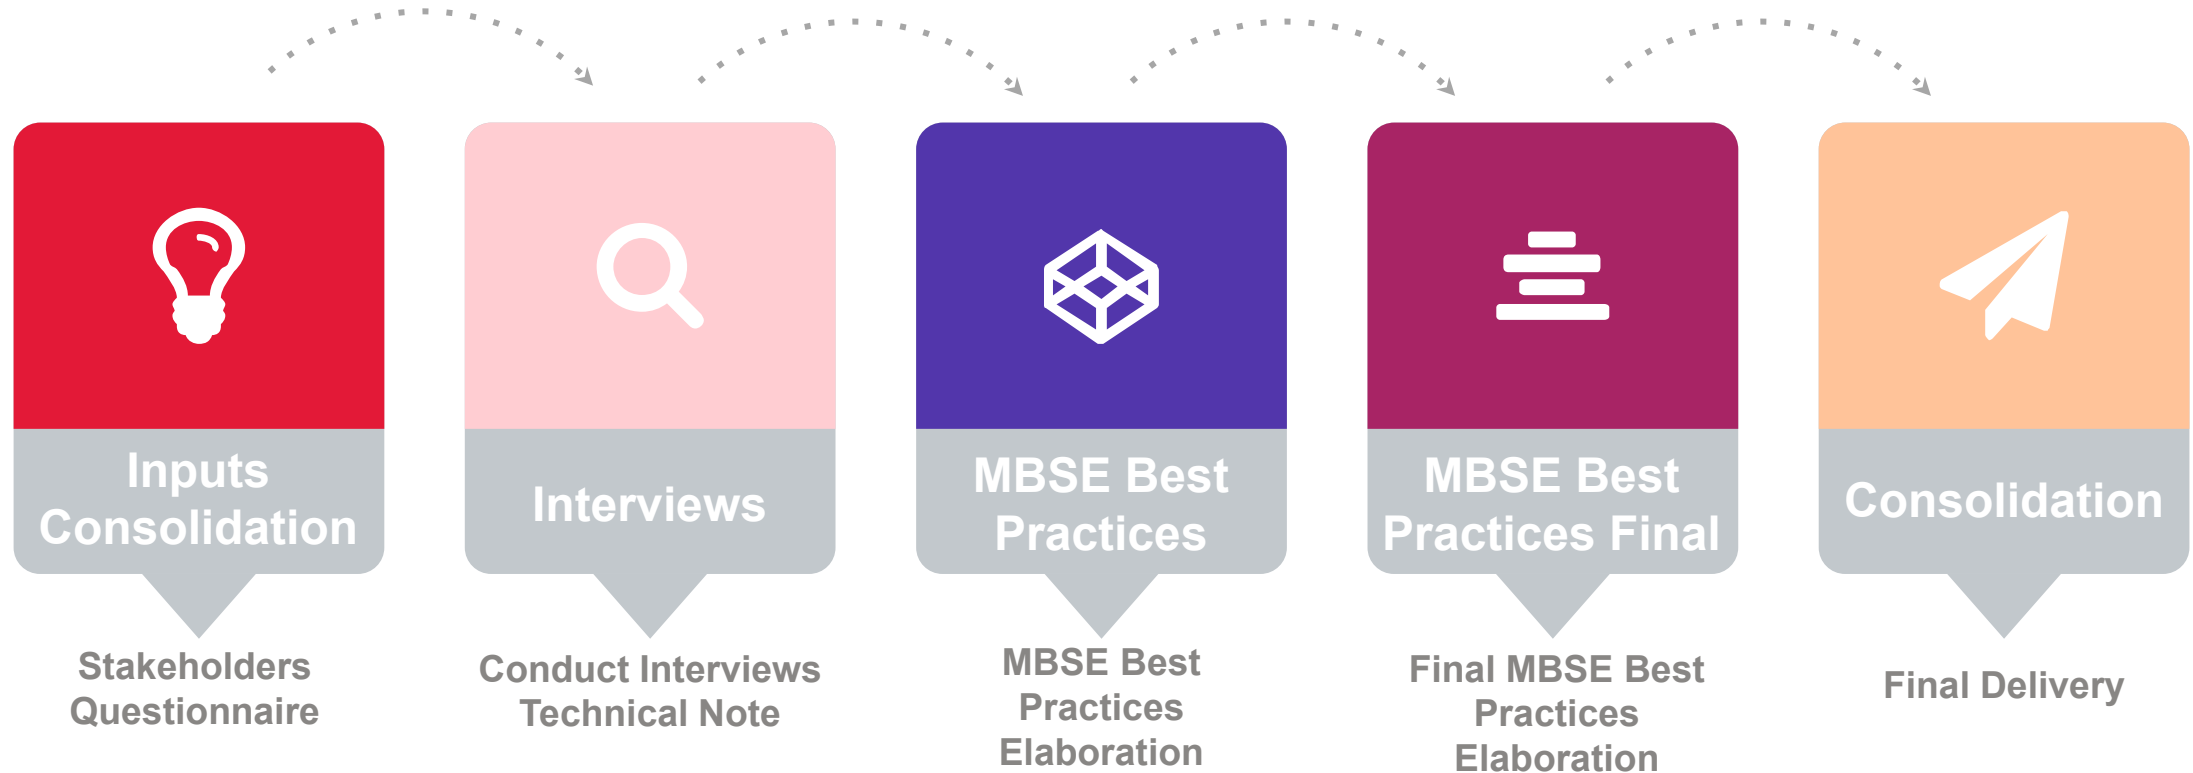 Inputs
Consolidation
Interviews
MBSE Best
Practices
MBSE Best
Practices Final
Consolidation
Stakeholders
Questionnaire
Conduct Interviews
Technical Note
MBSE Best
Practices
Elaboration
Final MBSE Best
Practices
Elaboration
Final Delivery